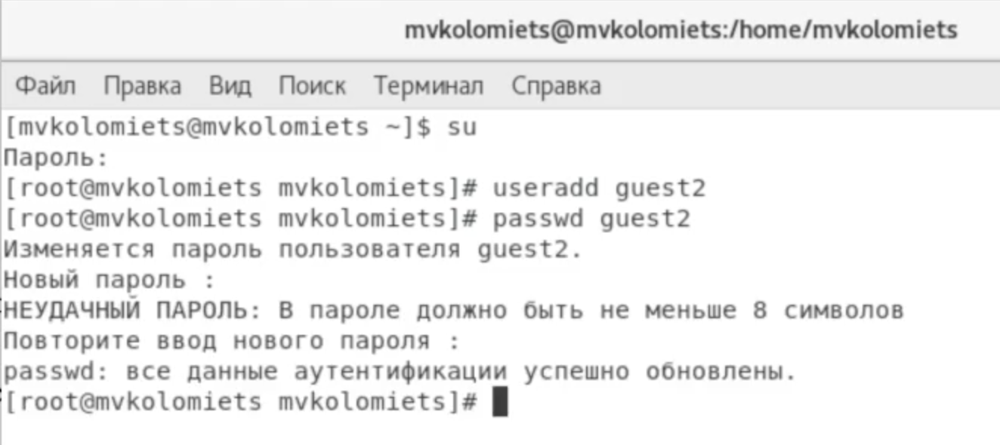 mvkolomiets@mvkolomiets:/home/mvkolomiets
Файл Правка Вид Поиск Терминал Справка
[mvkolomiets@mvkolomiets ~]$ su
Пароль:
[root@mvkolomiets mvkolomiets]# useradd guest2
[root@mvkolomiets mvkolomiets]# passwd guest2
Изменяется пароль пользователя guest2.
Новый пароль :
НЕУДАЧНЫЙ ПАРОЛЬ: В пароле должно быть не меньше 8 символов
Повторите ввод нового пароля :
passwd: все данные аутентификации успешно обновлены.
[root@mvkolomiets mvkolomiets]#